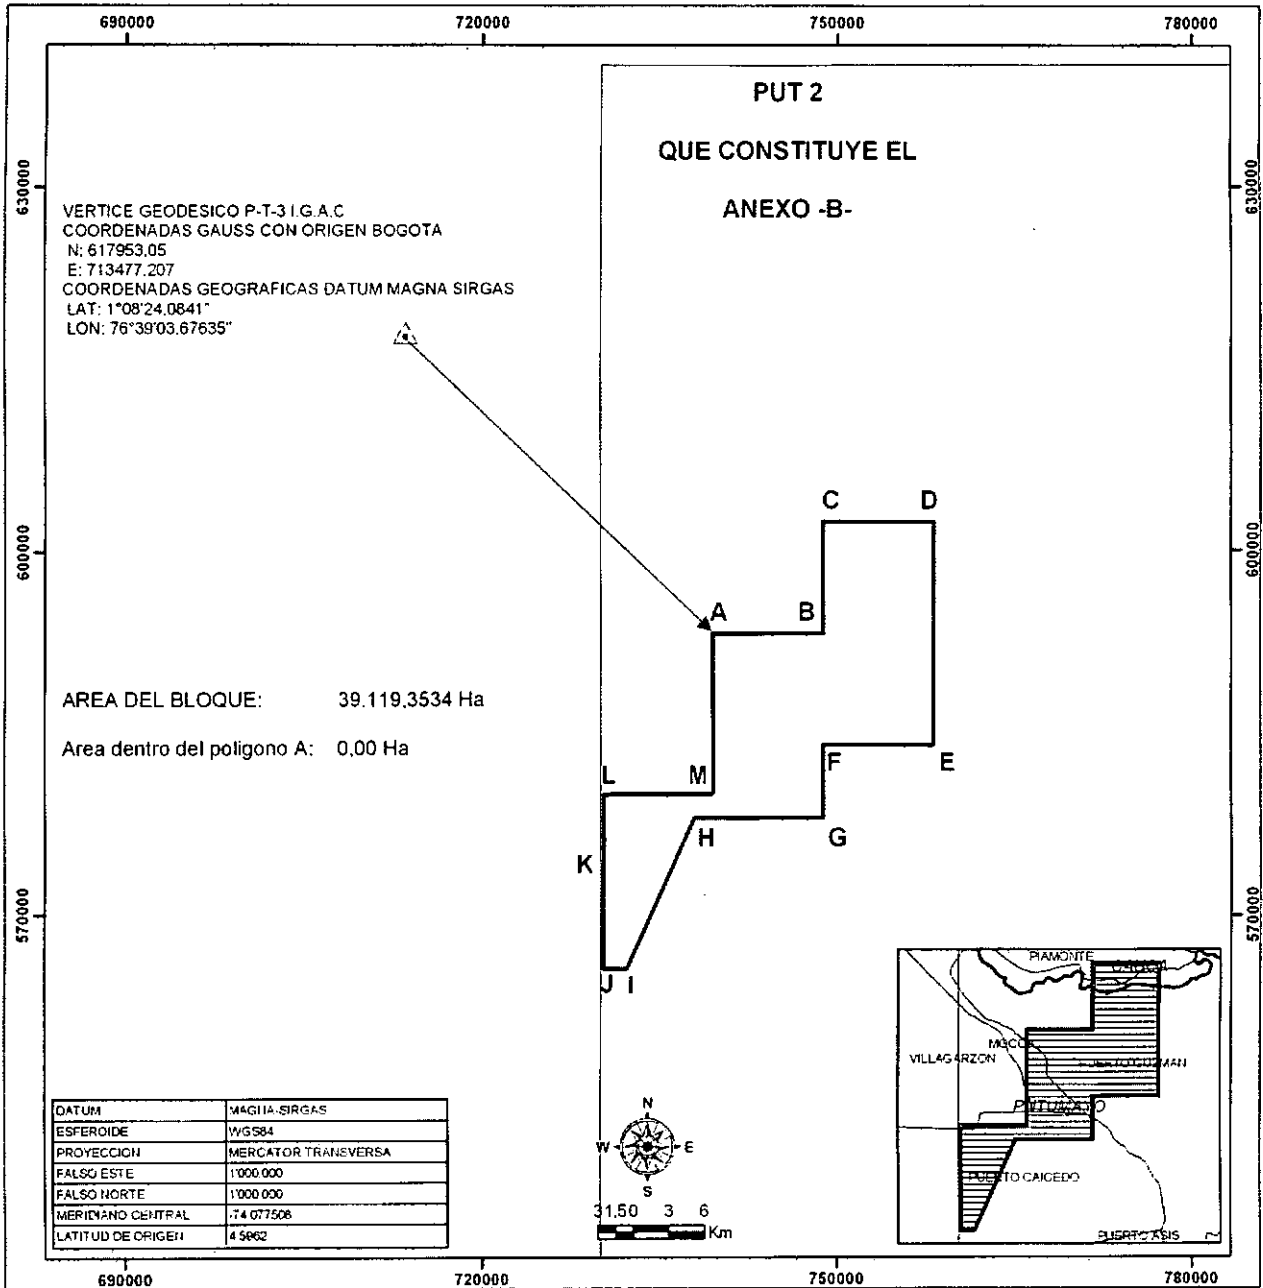 690000 720000 750000 780000
PUT 2
QUE CONSTITUYE EL
ANEXO -B-
630000
630000
VERTICE GEODESICO P-T-3 I.G.A.C
COORDENADAS GAUSS CON ORIGEN BOGOTA
N: 617953,05
E: 713477,207
COORDENADAS GEOGRAFICAS DATUM MAGNA SIRGAS
LAT: 1°08'24.0841"
LON: 76°39'03.67635"
C D
600000
600000
A B
AREA DEL BLOQUE: 39.119,3534 Ha
Area dentro del poligono A: 0,00 Ha
F E
L M
H G
K
570000
570000
J I
PIAMONTE
CAUCA
MOCOA
VILLAGARZON
PUERTO GUZMAN
PUTUMAYO
PUERTO CAICEDO
PUERTO ASIS
DATUM MAGNA-SIRGAS
ESFEROIDE WGS84
PROYECCION MERCATOR TRANSVERSA
FALSO ESTE 1'000.000
FALSO NORTE 1'000.000
MERIDIANO CENTRAL -74.077508
LATITUD DE ORIGEN 4.5962
N
W E
S
3 1,5 0 3 6
Km
690000 720000 750000 780000